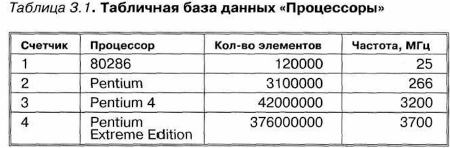 Таблица 3.1. Табличная база данных «Процессоры»
Счетчик Процессор Кол-во элементов Частота, МГц
1 80286 120000 25
2 Pentium 3100000 266
3 Pentium 4 42000000 3200
4 Pentium 376000000 3700
Extreme Edition